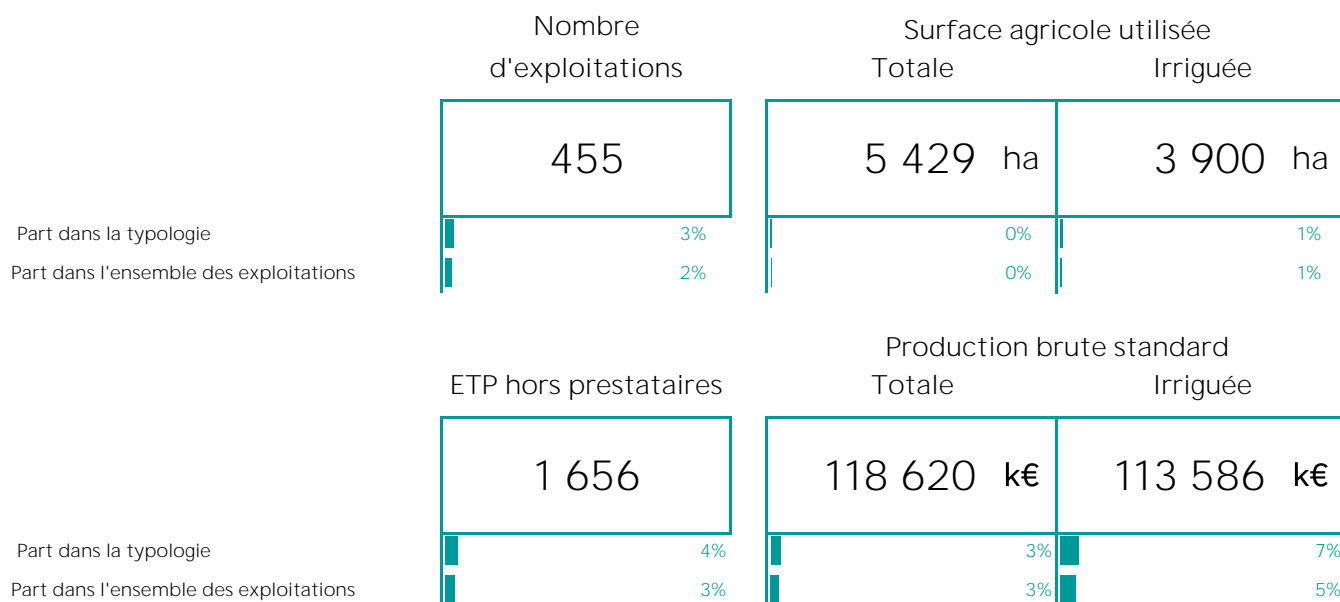 Nombre
d'exploitations
Surface agricole utilisée
Totale Irriguée
455 5 429 ha 3 900 ha
Part dans la typologie 3% 0% 1%
Part dans l'ensemble des exploitations 2% 0% 1%
Production brute standard
ETP hors prestataires Totale Irriguée
1 656 118 620 k€ 113 586 k€
Part dans la typologie 4% 3% 7%
Part dans l'ensemble des exploitations 3% 3% 5%